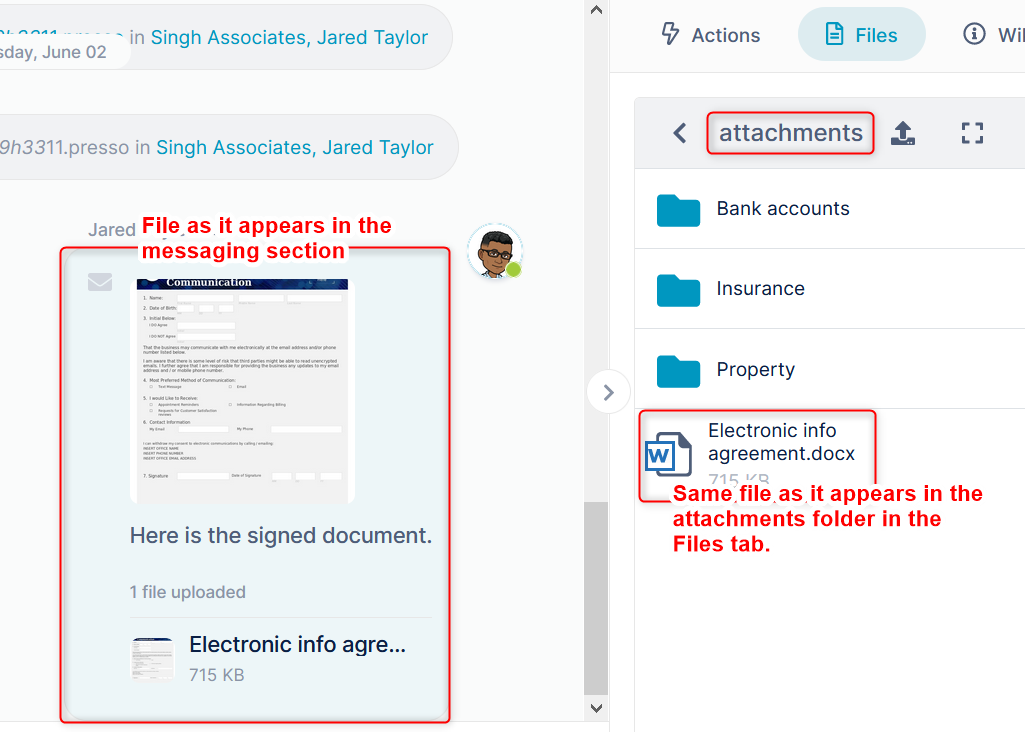 in Singh Associates, Jared Taylor
sday, June 02
9h3311.presso in Singh Associates, Jared Taylor
Jared
File as it appears in the
messaging section
Communication
1. Name:
2. Date of Birth:
3. Initial Below:
I DO Agree
I DO NOT Agree
That the business may communicate with me electronically at the email address and/or phone
number listed below.
I am aware that there is some level of risk that third parties might be able to read unencrypted
emails. I further agree that I am responsible for providing the business any updates to my email
address and / or mobile phone number.
4. Most Preferred Method of Communication:
Text Message
Email
5. I would Like to Receive:
Appointment Reminders
Information Regarding Billing
Requests for Customer Satisfaction
reviews
6. Contact Information
My Email
My Phone
I can withdraw my consent to electronic communications by calling / emailing:
INSERT OFFICE NAME
INSERT PHONE NUMBER
INSERT OFFICE EMAIL ADDRESS
7. Signature
Date of Signature
Here is the signed document.
1 file uploaded
Electronic info agre...
715 KB
Actions
Files
Wil
attachments
Bank accounts
Insurance
Property
Electronic info
agreement.docx
715 KB
Same file as it appears in the
attachments folder in the
Files tab.